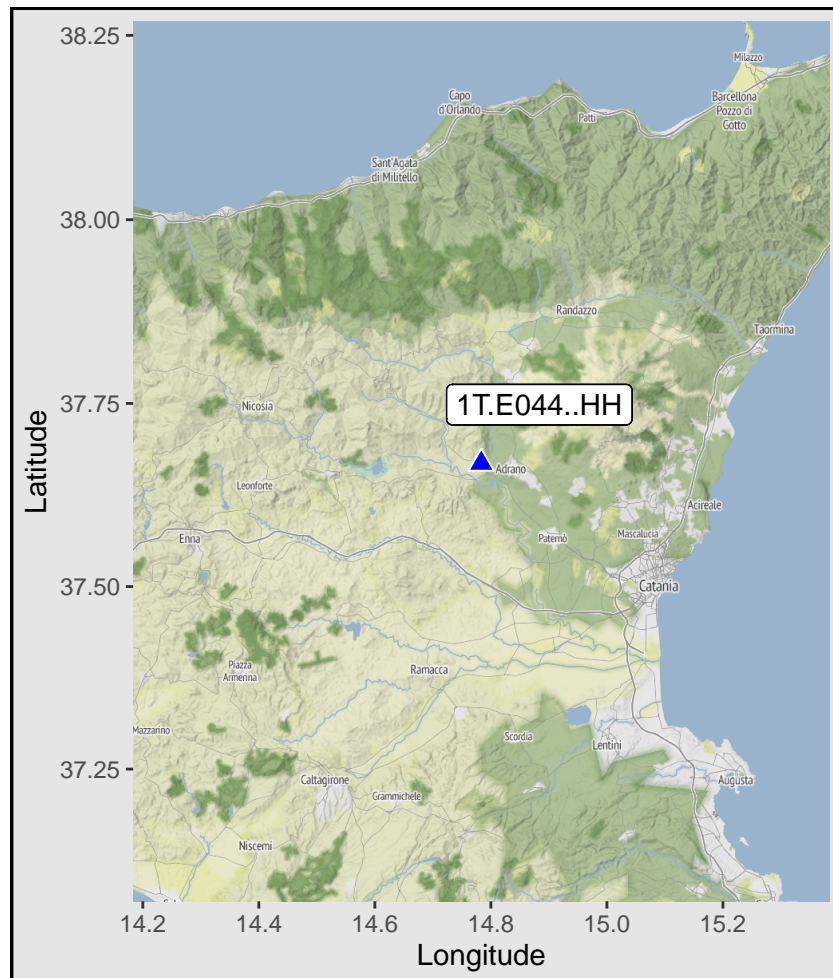 38.25
38.00
37.75
37.50
37.25
Latitude
14.2
14.4
14.6
14.8
15.0
15.2
Longitude
Milazzo
Capo
d'Orlando
Barcellona
Pozzo di
Gotto
Patti
Sant'Agata
di Militello
Randazzo
Taormina
1T.E044..HH
Nicosia
Adrano
Leonforte
Acireale
Enna
Paternò
Mascalucia
Catania
Piazza
Armerina
Ramacca
Mazzarino
Scordia
Lentini
Caltagirone
Augusta
Grammichele
Niscemi